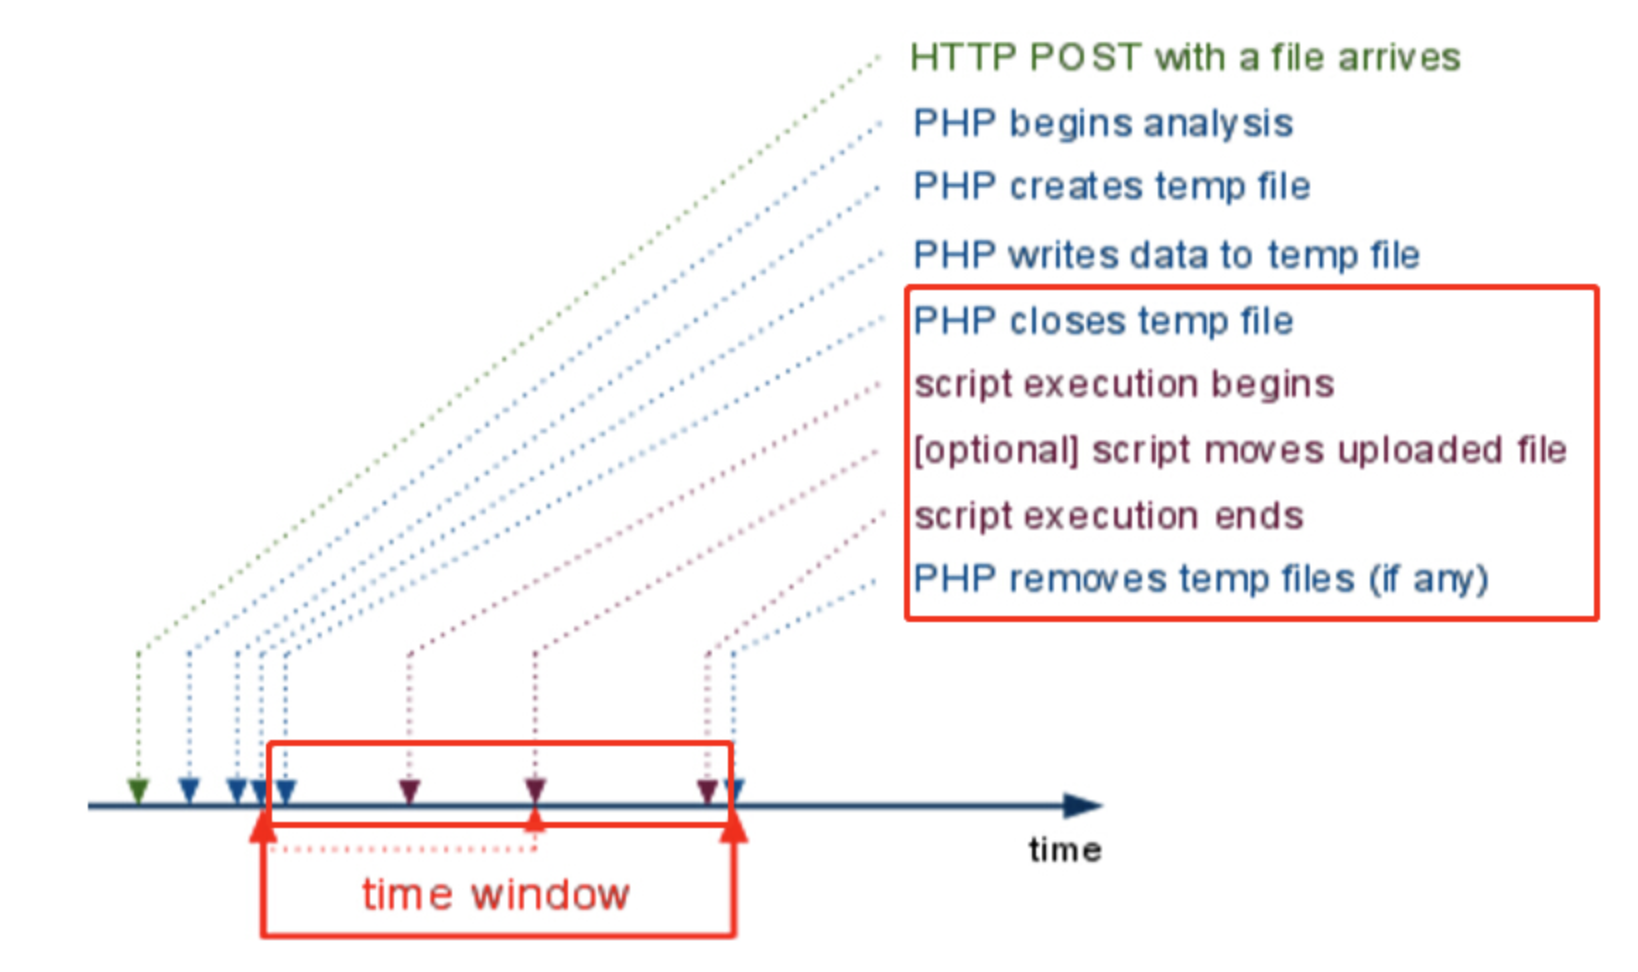 HTTP POST with a file arrives
PHP begins analysis
PHP creates temp file
PHP writes data to temp file
PHP closes temp file
script execution begins
[optional] script moves uploaded file
script execution ends
PHP removes temp files (if any)
time
time window